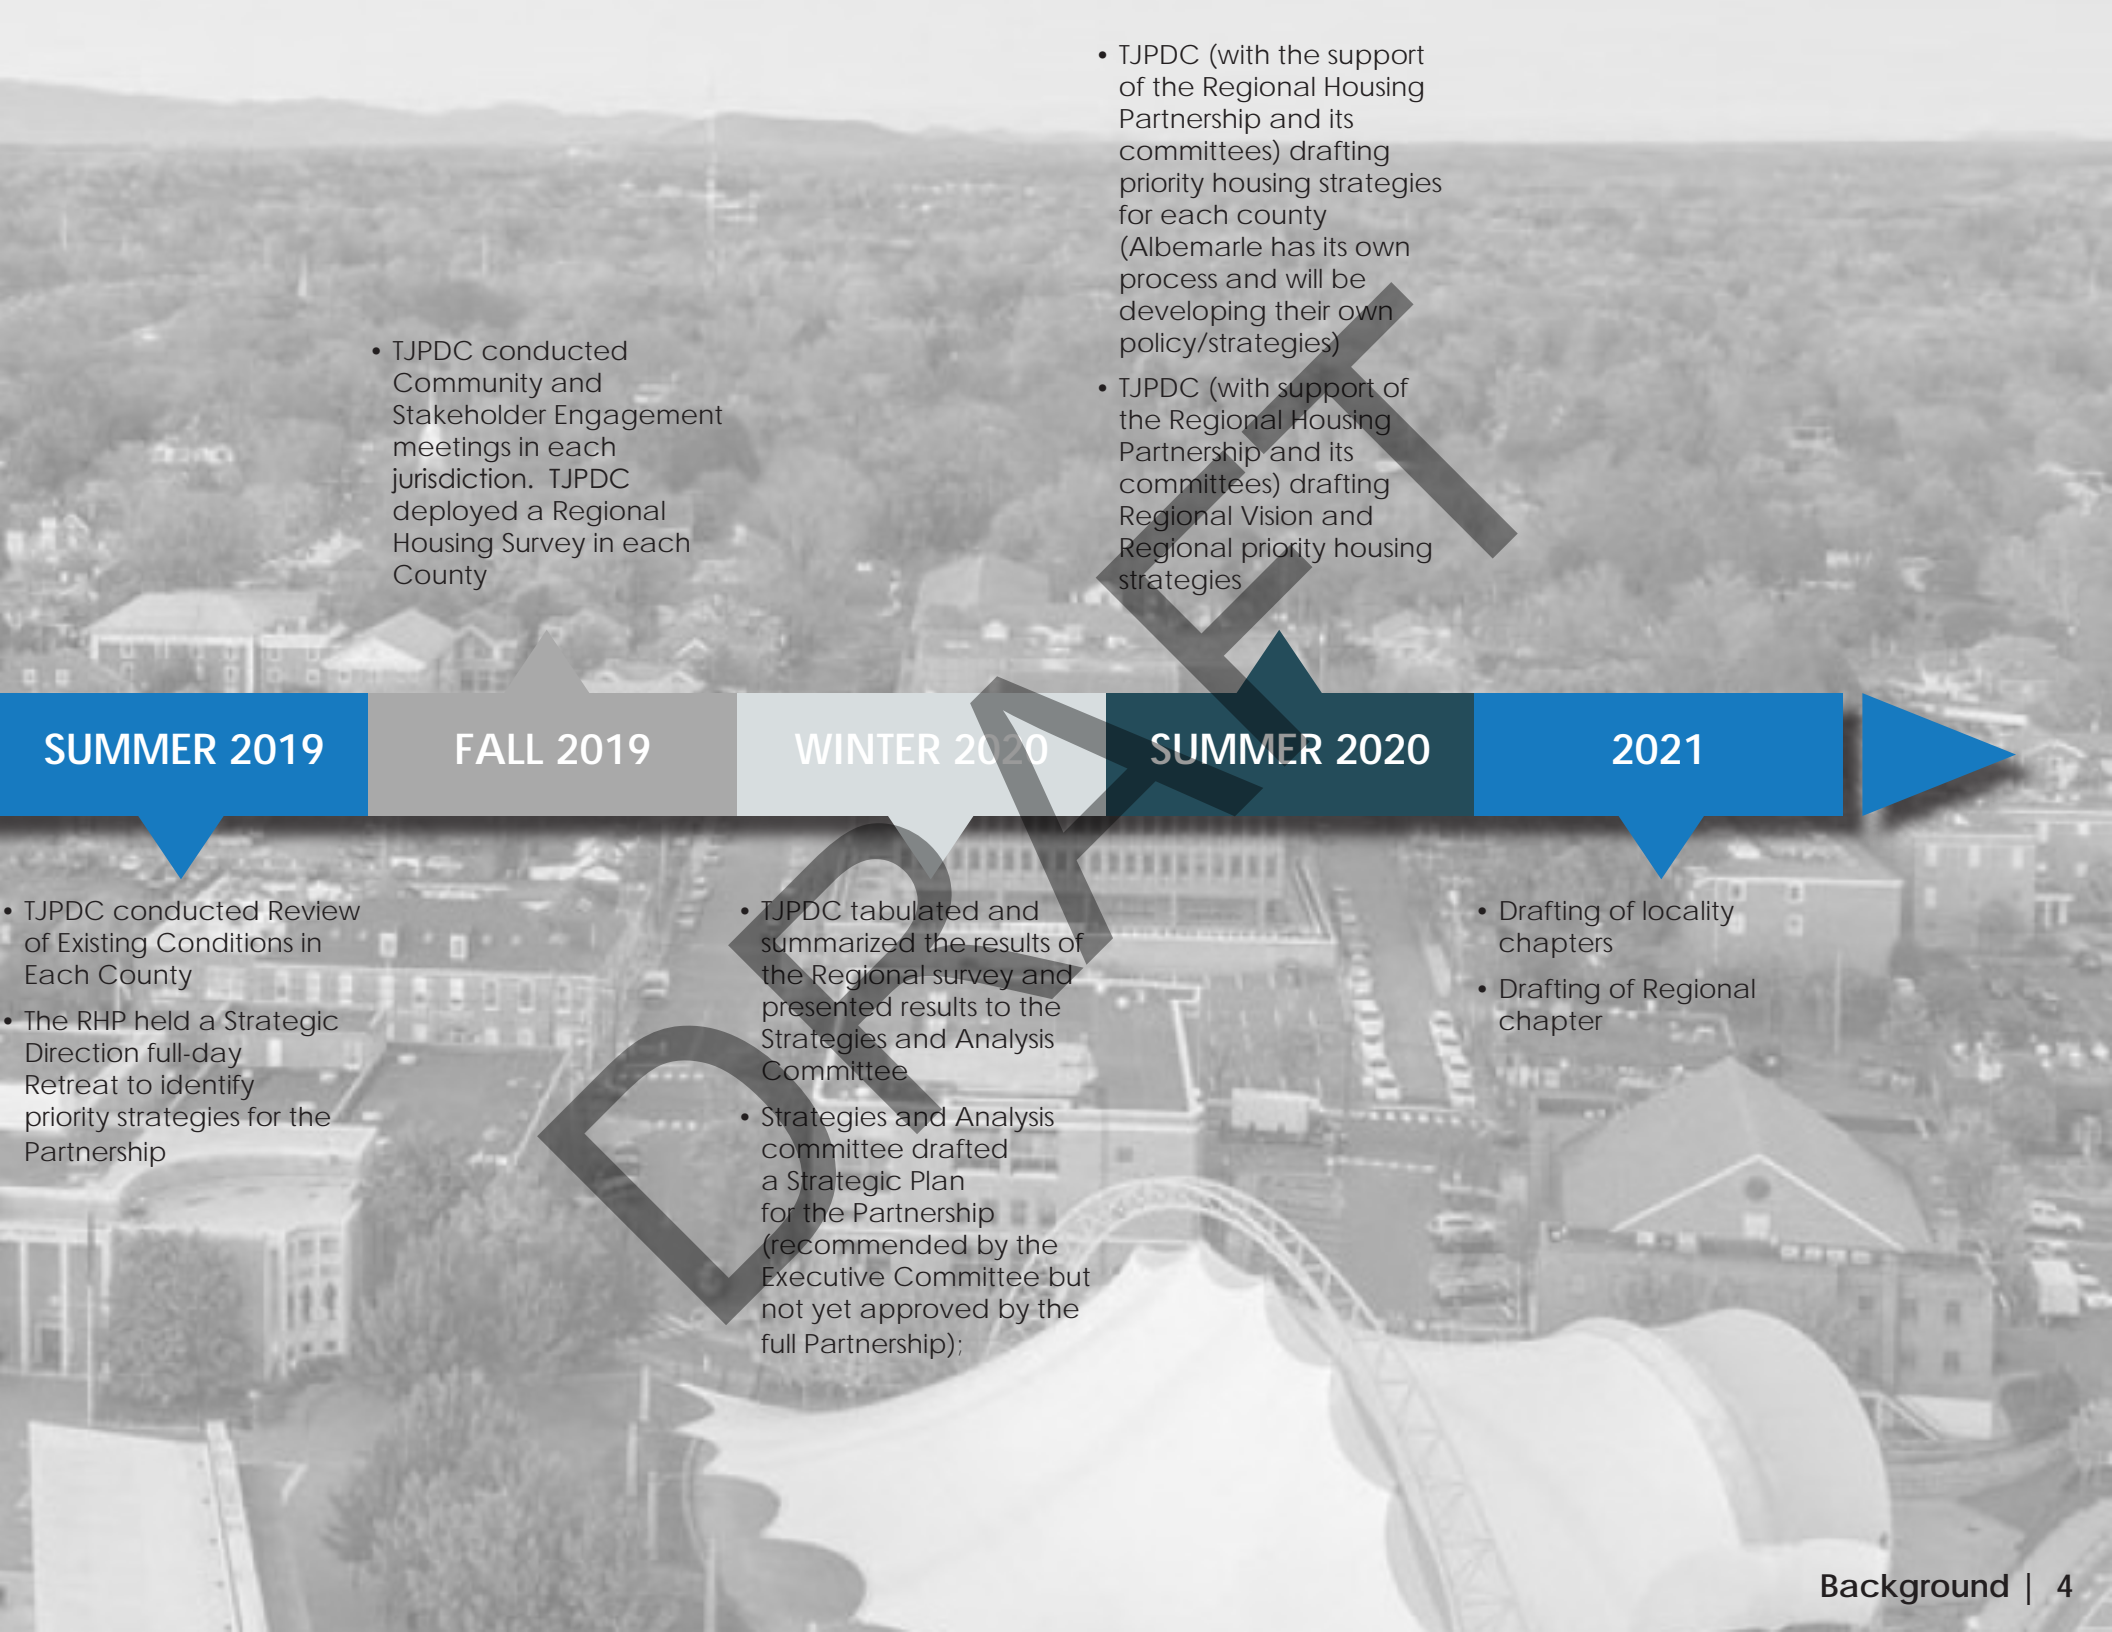 • TJPDC (with the support
of the Regional Housing
Partnership and its
committees) drafting
priority housing strategies
for each county
(Albemarle has its own
process and will be
developing their own
policy/strategies)
• TJPDC (with support of
the Regional Housing
Partnership and its
committees) drafting
Regional Vision and
Regional priority housing
strategies
• TJPDC conducted
Community and
Stakeholder Engagement
meetings in each
jurisdiction.  TJPDC
deployed a Regional
Housing Survey in each
County
SUMMER 2019
FALL 2019
WINTER 2020
SUMMER 2020
2021
• TJPDC conducted Review
of Existing Conditions in
Each County
• The RHP held a Strategic
Direction full-day
Retreat to identify
priority strategies for the
Partnership
• TJPDC tabulated and
summarized the results of
the Regional survey and
presented results to the
Strategies and Analysis
Committee
• Strategies and Analysis
committee drafted
a Strategic Plan
for the Partnership
(recommended by the
Executive Committee but
not yet approved by the
full Partnership);
• Drafting of locality
chapters
• Drafting of Regional
chapter
DRAFT
Background | 4